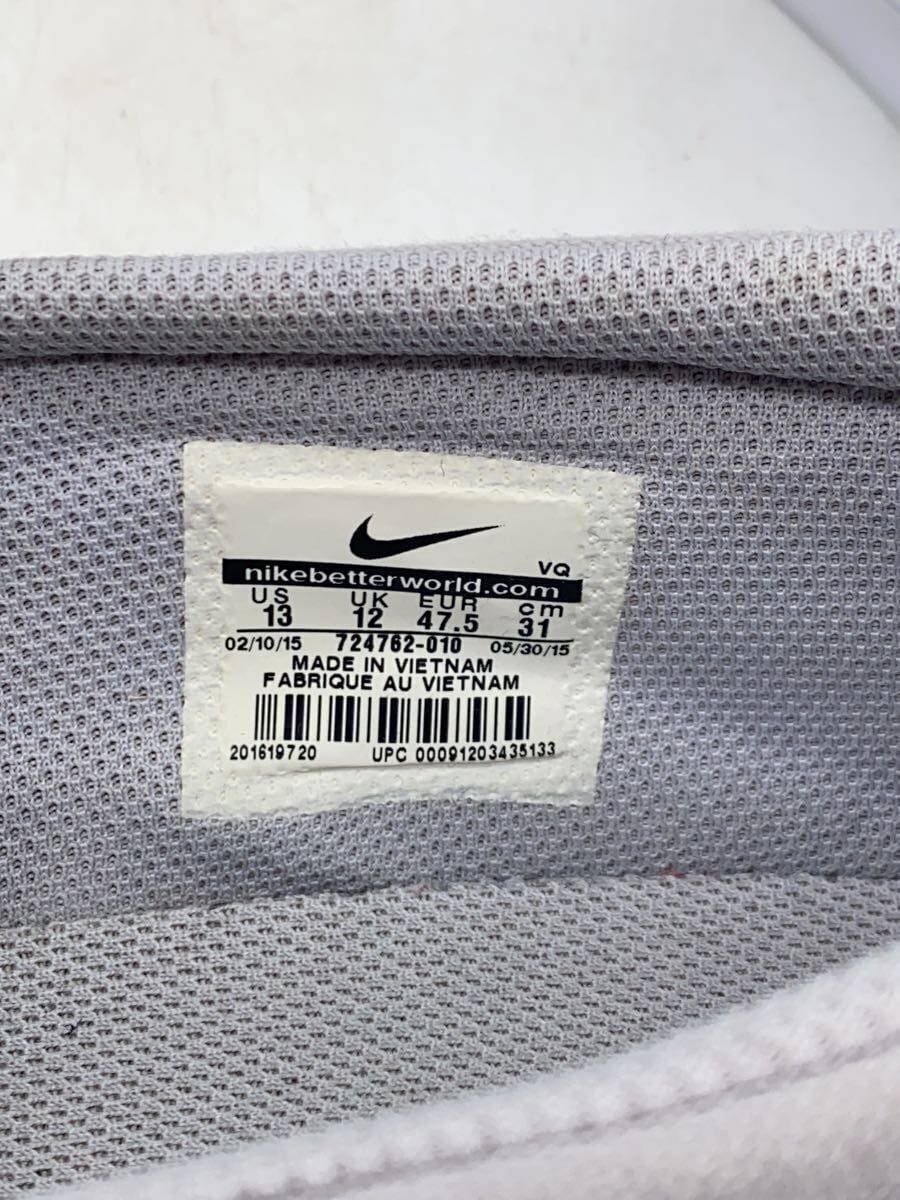 VQ
nikebetterworld.com
US UK EUR cm
13 12 47.5 31
02/10/15 724762-010 05/30/15
MADE IN VIETNAM
FABRIQUE AU VIETNAM
201619720 UPC 00091203435133